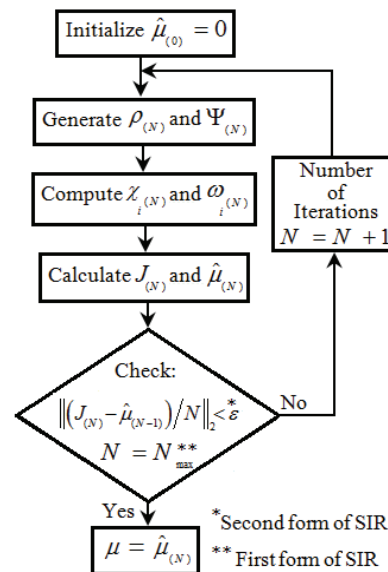 Initialize μ̂₍₀₎ = 0
Generate ρ₍N₎ and Ψ₍N₎
Compute χᵢ₍N₎ and ωᵢ₍N₎
Calculate J₍N₎ and μ̂₍N₎
Check:
‖(J₍N₎ − μ̂₍N−1₎)/N‖₂ <* ε
N = Nmax**
No
Number
of
Iterations
N = N + 1
Yes
μ = μ̂₍N₎
*Second form of SIR
** First form of SIR